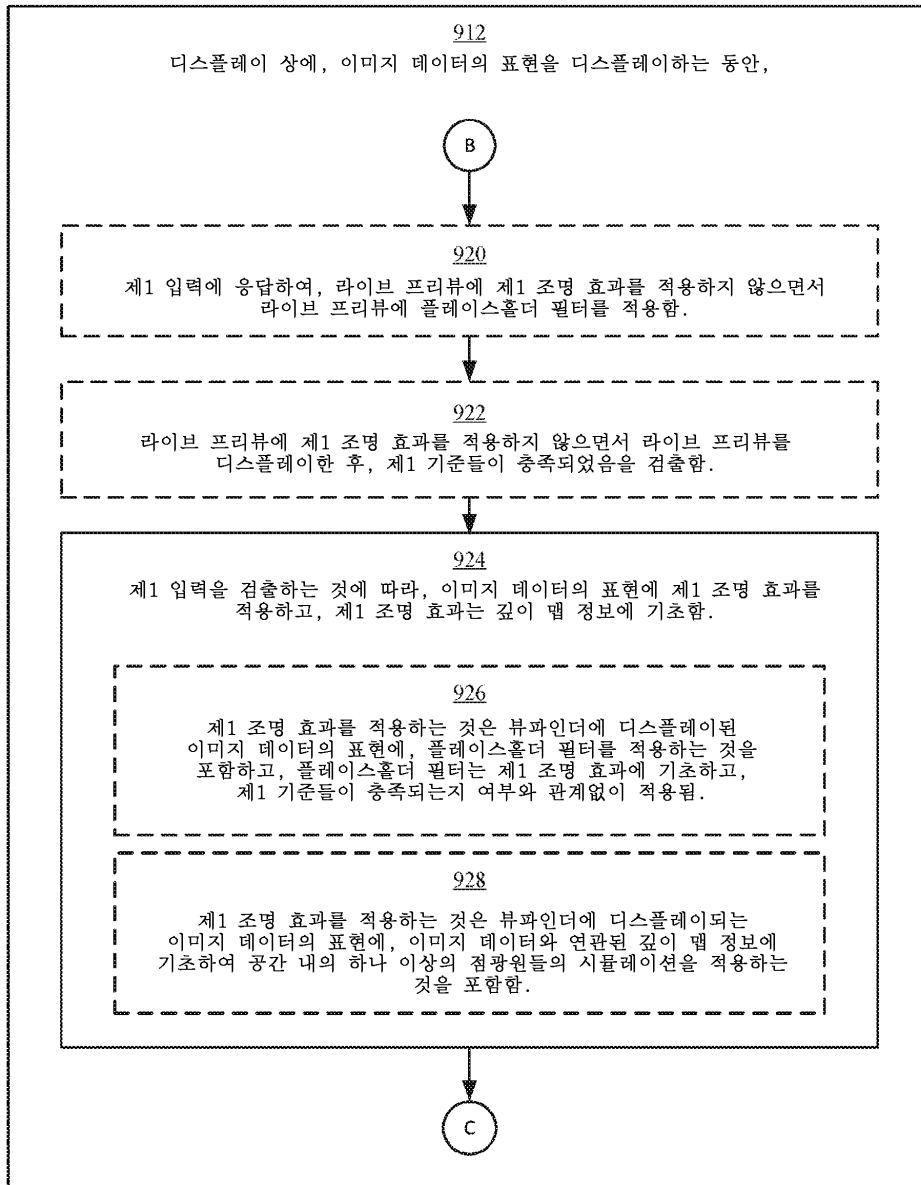 912
디스플레이 상에, 이미지 데이터의 표현을 디스플레이하는 동안,
B
920
제1 입력에 응답하여, 라이브 프리뷰에 제1 조명 효과를 적용하지 않으면서
라이브 프리뷰에 플레이스홀더 필터를 적용함.
922
라이브 프리뷰에 제1 조명 효과를 적용하지 않으면서 라이브 프리뷰를
디스플레이한 후, 제1 기준들이 충족되었음을 검출함.
924
제1 입력을 검출하는 것에 따라, 이미지 데이터의 표현에 제1 조명 효과를
적용하고, 제1 조명 효과는 깊이 맵 정보에 기초함.
926
제1 조명 효과를 적용하는 것은 뷰파인더에 디스플레이된
이미지 데이터의 표현에, 플레이스홀더 필터를 적용하는 것을
포함하고, 플레이스홀더 필터는 제1 조명 효과에 기초하고,
제1 기준들이 충족되는지 여부와 관계없이 적용됨.
928
제1 조명 효과를 적용하는 것은 뷰파인더에 디스플레이되는
이미지 데이터의 표현에, 이미지 데이터와 연관된 깊이 맵 정보에
기초하여 공간 내의 하나 이상의 점광원들의 시뮬레이션을 적용하는
것을 포함함.
C